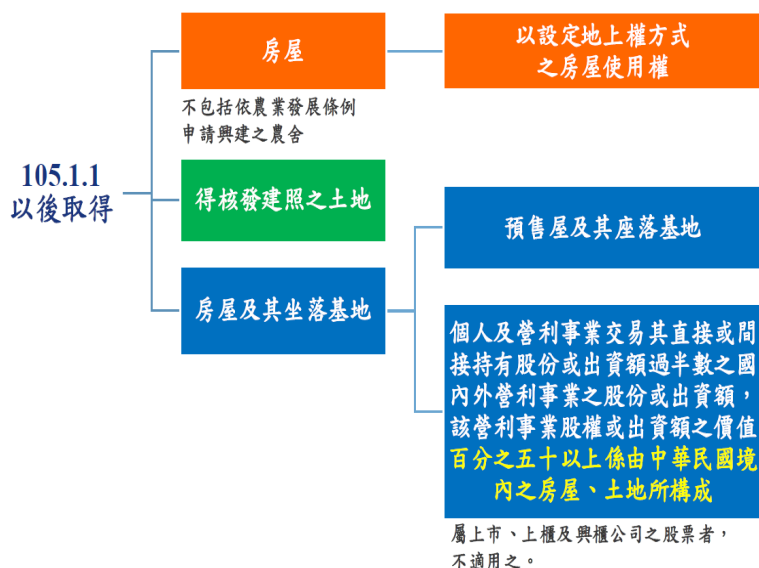 105.1.1
以後取得
房屋
不包括依農業發展條例
申請興建之農舍
以設定地上權方式
之房屋使用權
得核發建照之土地
房屋及其坐落基地
預售屋及其座落基地
個人及營利事業交易其直接或間
接持有股份或出資額過半數之國
內外營利事業之股份或出資額，
該營利事業股權或出資額之價值
百分之五十以上係由中華民國境
內之房屋、土地所構成
屬上市、上櫃及興櫃公司之股票者，
不適用之。